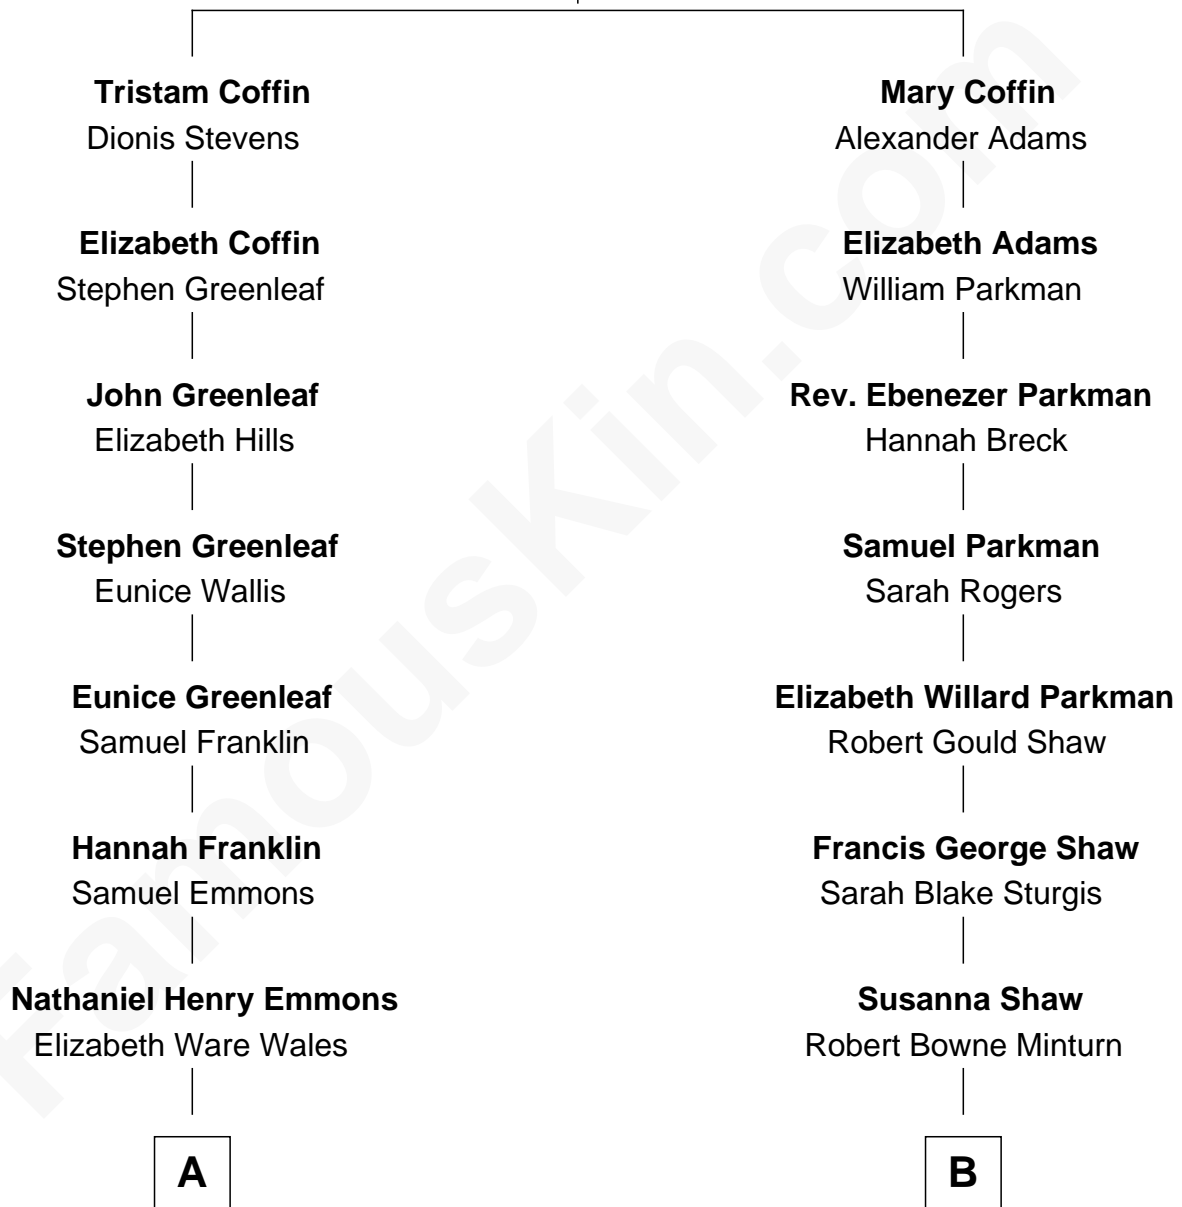 Tristam Coffin
Dionis Stevens
Elizabeth Coffin
Stephen Greenleaf
John Greenleaf
Elizabeth Hills
Stephen Greenleaf
Eunice Wallis
Eunice Greenleaf
Samuel Franklin
Hannah Franklin
Samuel Emmons
Nathaniel Henry Emmons
Elizabeth Ware Wales
A
Mary Coffin
Alexander Adams
Elizabeth Adams
William Parkman
Rev. Ebenezer Parkman
Hannah Breck
Samuel Parkman
Sarah Rogers
Elizabeth Willard Parkman
Robert Gould Shaw
Francis George Shaw
Sarah Blake Sturgis
Susanna Shaw
Robert Bowne Minturn
B
FamousKin.com